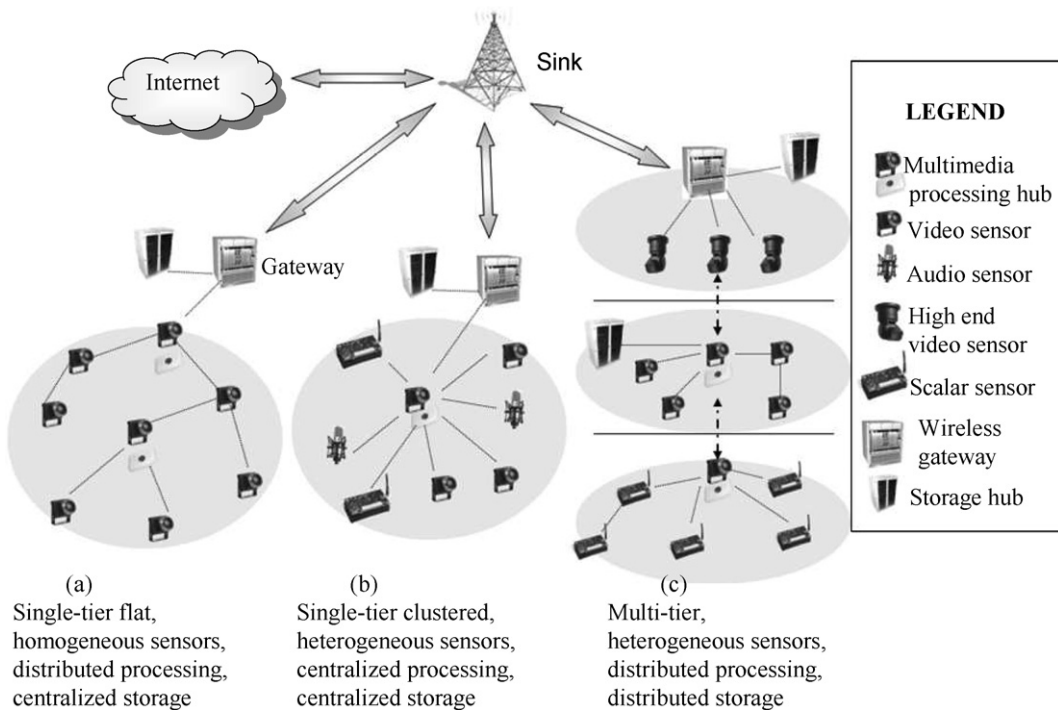 Internet
Sink
Gateway
LEGEND
Multimedia
processing hub
Video sensor
Audio sensor
High end
video sensor
Scalar sensor
Wireless
gateway
Storage hub
(a)
Single-tier flat,
homogeneous sensors,
distributed processing,
centralized storage
(b)
Single-tier clustered,
heterogeneous sensors,
centralized processing,
centralized storage
(c)
Multi-tier,
heterogeneous sensors,
distributed processing,
distributed storage